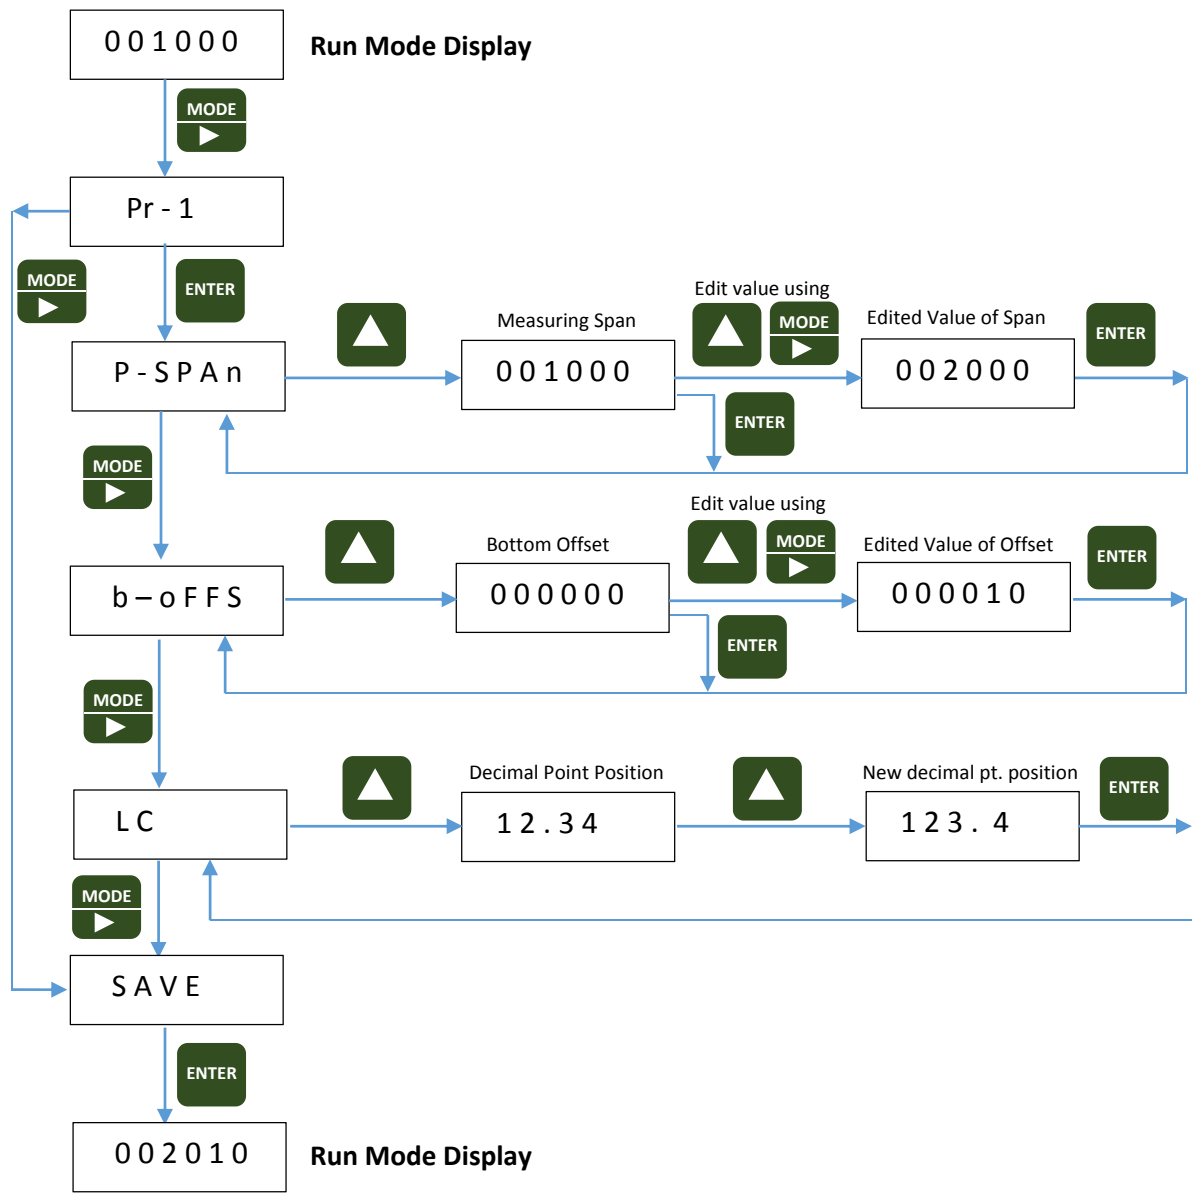 001000
Run Mode Display
MODE
Pr - 1
MODE
ENTER
Edit value using
Measuring Span
Edited Value of Span
MODE
ENTER
P - S P A n
001000
002000
ENTER
MODE
Edit value using
Bottom Offset
Edited Value of Offset
MODE
ENTER
b – o F F S
000000
000010
ENTER
MODE
Decimal Point Position
New decimal pt. position
ENTER
L C
12.34
123. 4
MODE
S A V E
ENTER
002010
Run Mode Display